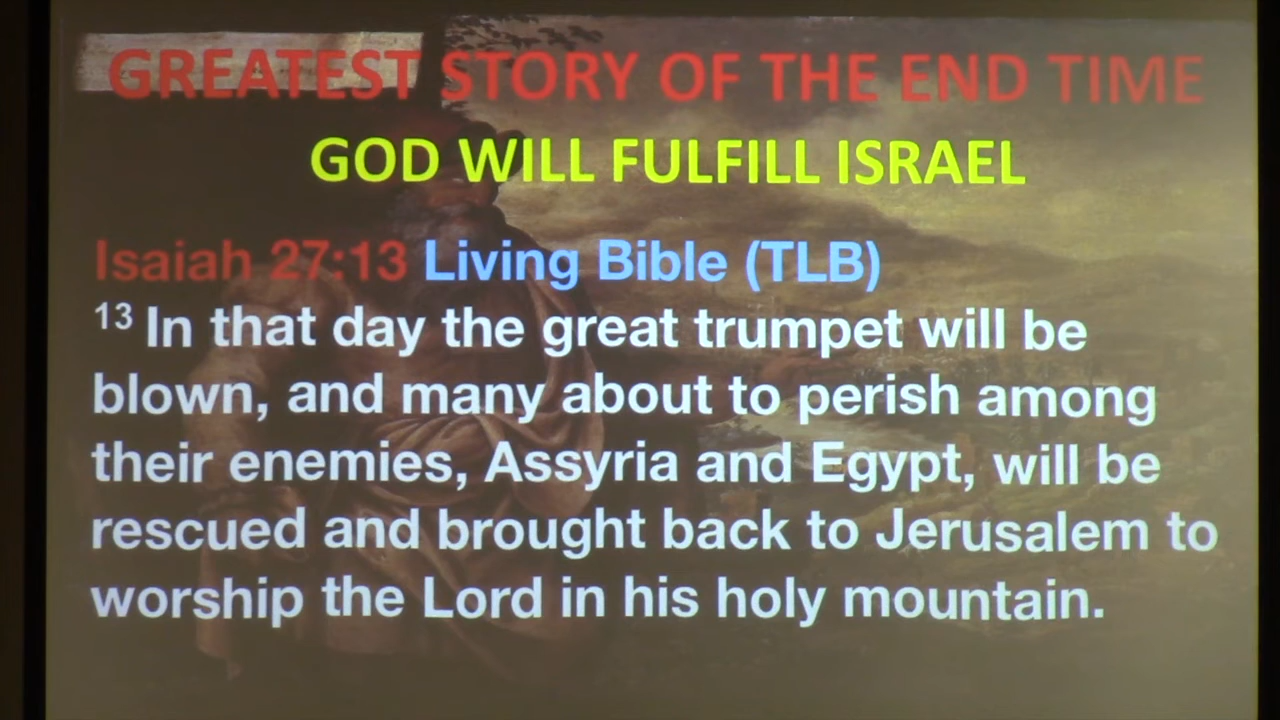 GREATEST STORY OF THE END TIME
GOD WILL FULFILL ISRAEL
Isaiah 27:13 Living Bible (TLB)
13 In that day the great trumpet will be
blown, and many about to perish among
their enemies, Assyria and Egypt, will be
rescued and brought back to Jerusalem to
worship the Lord in his holy mountain.